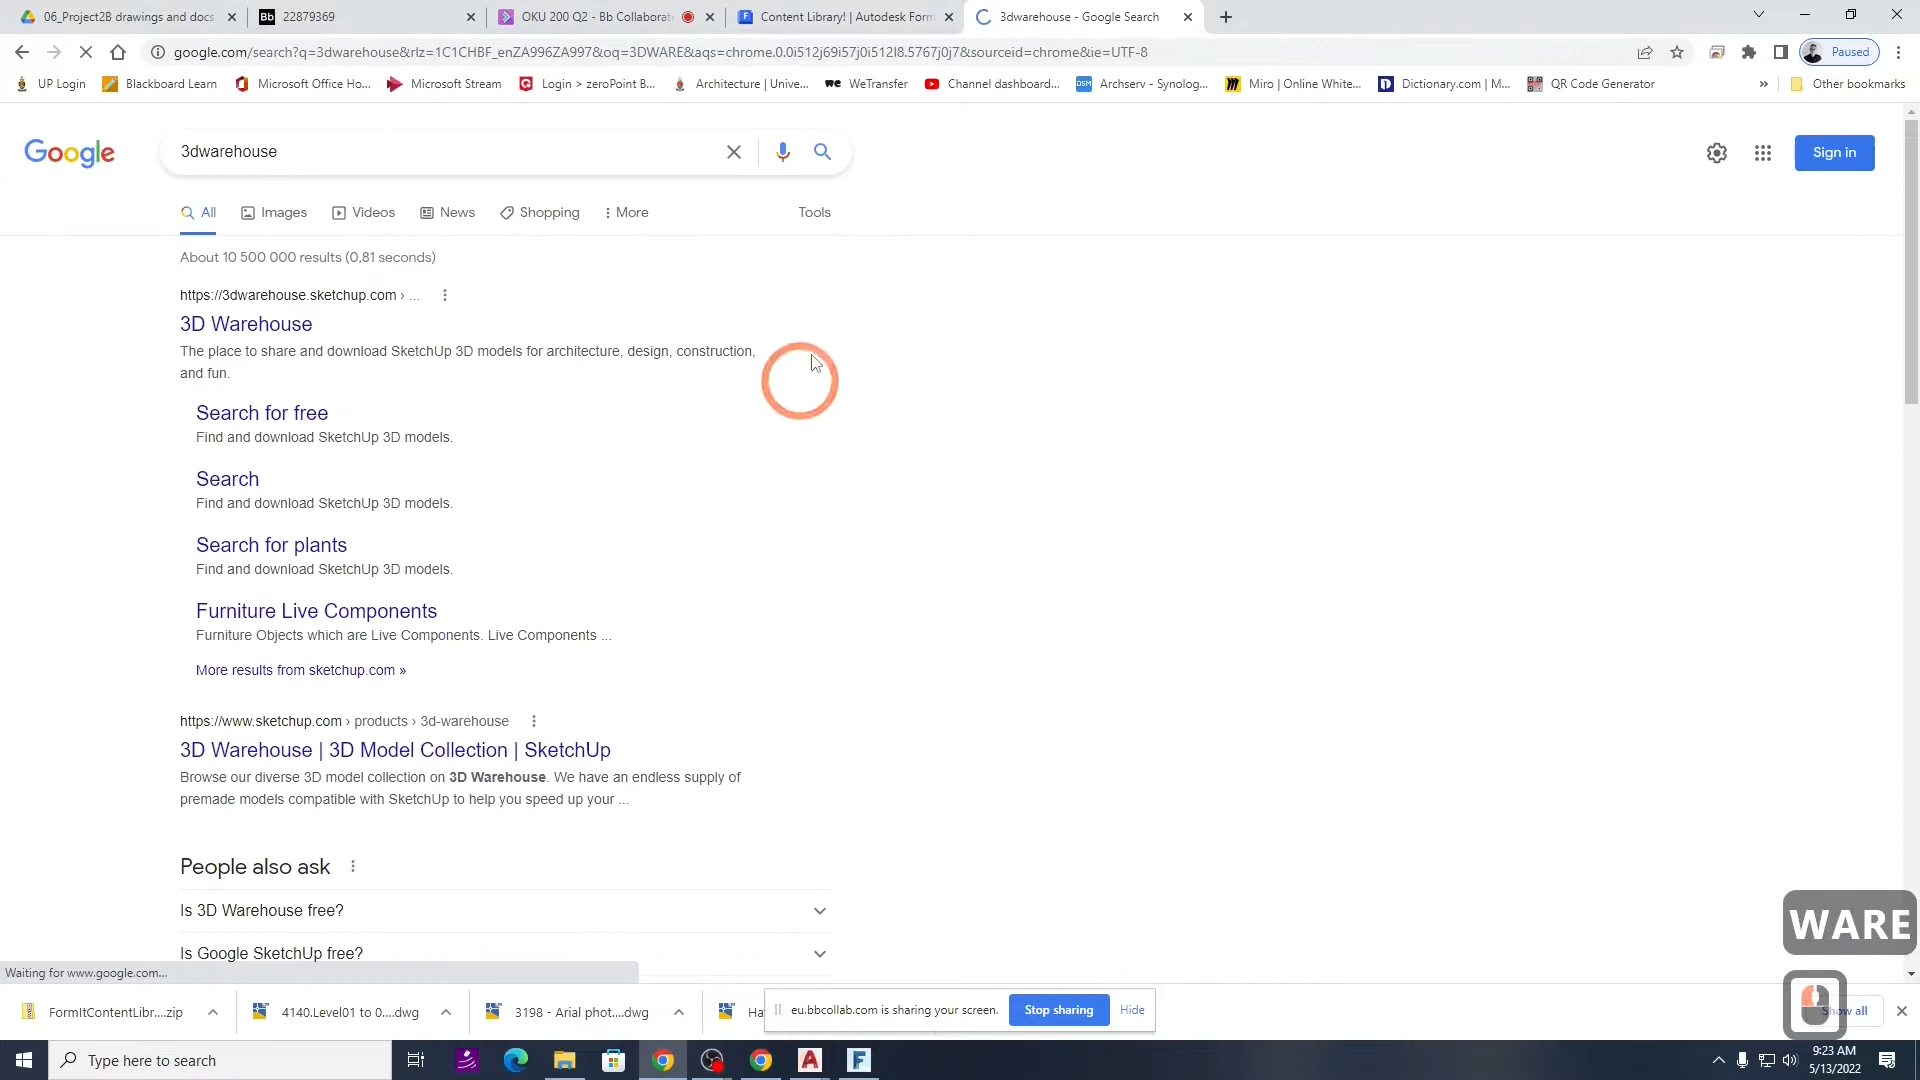 06_Project2B drawings and docs
Bb 22879369
OKU 200 Q2 - Bb Collaborat
Content Library! | Autodesk Form
3dwarehouse - Google Search
google.com/search?q=3dwarehouse&rlz=1C1CHBF_enZA996ZA997&oq=3DWARE&aqs=chrome.0.0i512j69i57j0i512l8.5767j0j7&sourceid=chrome&ie=UTF-8
Paused
UP Login
Blackboard Learn
Microsoft Office Ho...
Microsoft Stream
Login > zeroPoint B...
Architecture | Unive...
WeTransfer
Channel dashboard...
DSM Archserv - Synolog...
Miro | Online White...
Dictionary.com | M...
QR Code Generator
»
Other bookmarks
Google
3dwarehouse
Sign in
All
Images
Videos
News
Shopping
More
Tools
About 10 500 000 results (0,81 seconds)
https://3dwarehouse.sketchup.com › ...
3D Warehouse
The place to share and download SketchUp 3D models for architecture, design, construction,
and fun.
Search for free
Find and download SketchUp 3D models.
Search
Find and download SketchUp 3D models.
Search for plants
Find and download SketchUp 3D models.
Furniture Live Components
Furniture Objects which are Live Components. Live Components ...
More results from sketchup.com »
https://www.sketchup.com › products › 3d-warehouse
3D Warehouse | 3D Model Collection | SketchUp
Browse our diverse 3D model collection on 3D Warehouse. We have an endless supply of
premade models compatible with SketchUp to help you speed up your ...
People also ask
Is 3D Warehouse free?
Is Google SketchUp free?
WARE
Waiting for www.google.com...
FormItContentLibr....zip
4140.Level01 to 0....dwg
3198 - Arial phot....dwg
eu.bbcollab.com is sharing your screen.
Stop sharing
Hide
Show all
Type here to search
9:23 AM
5/13/2022